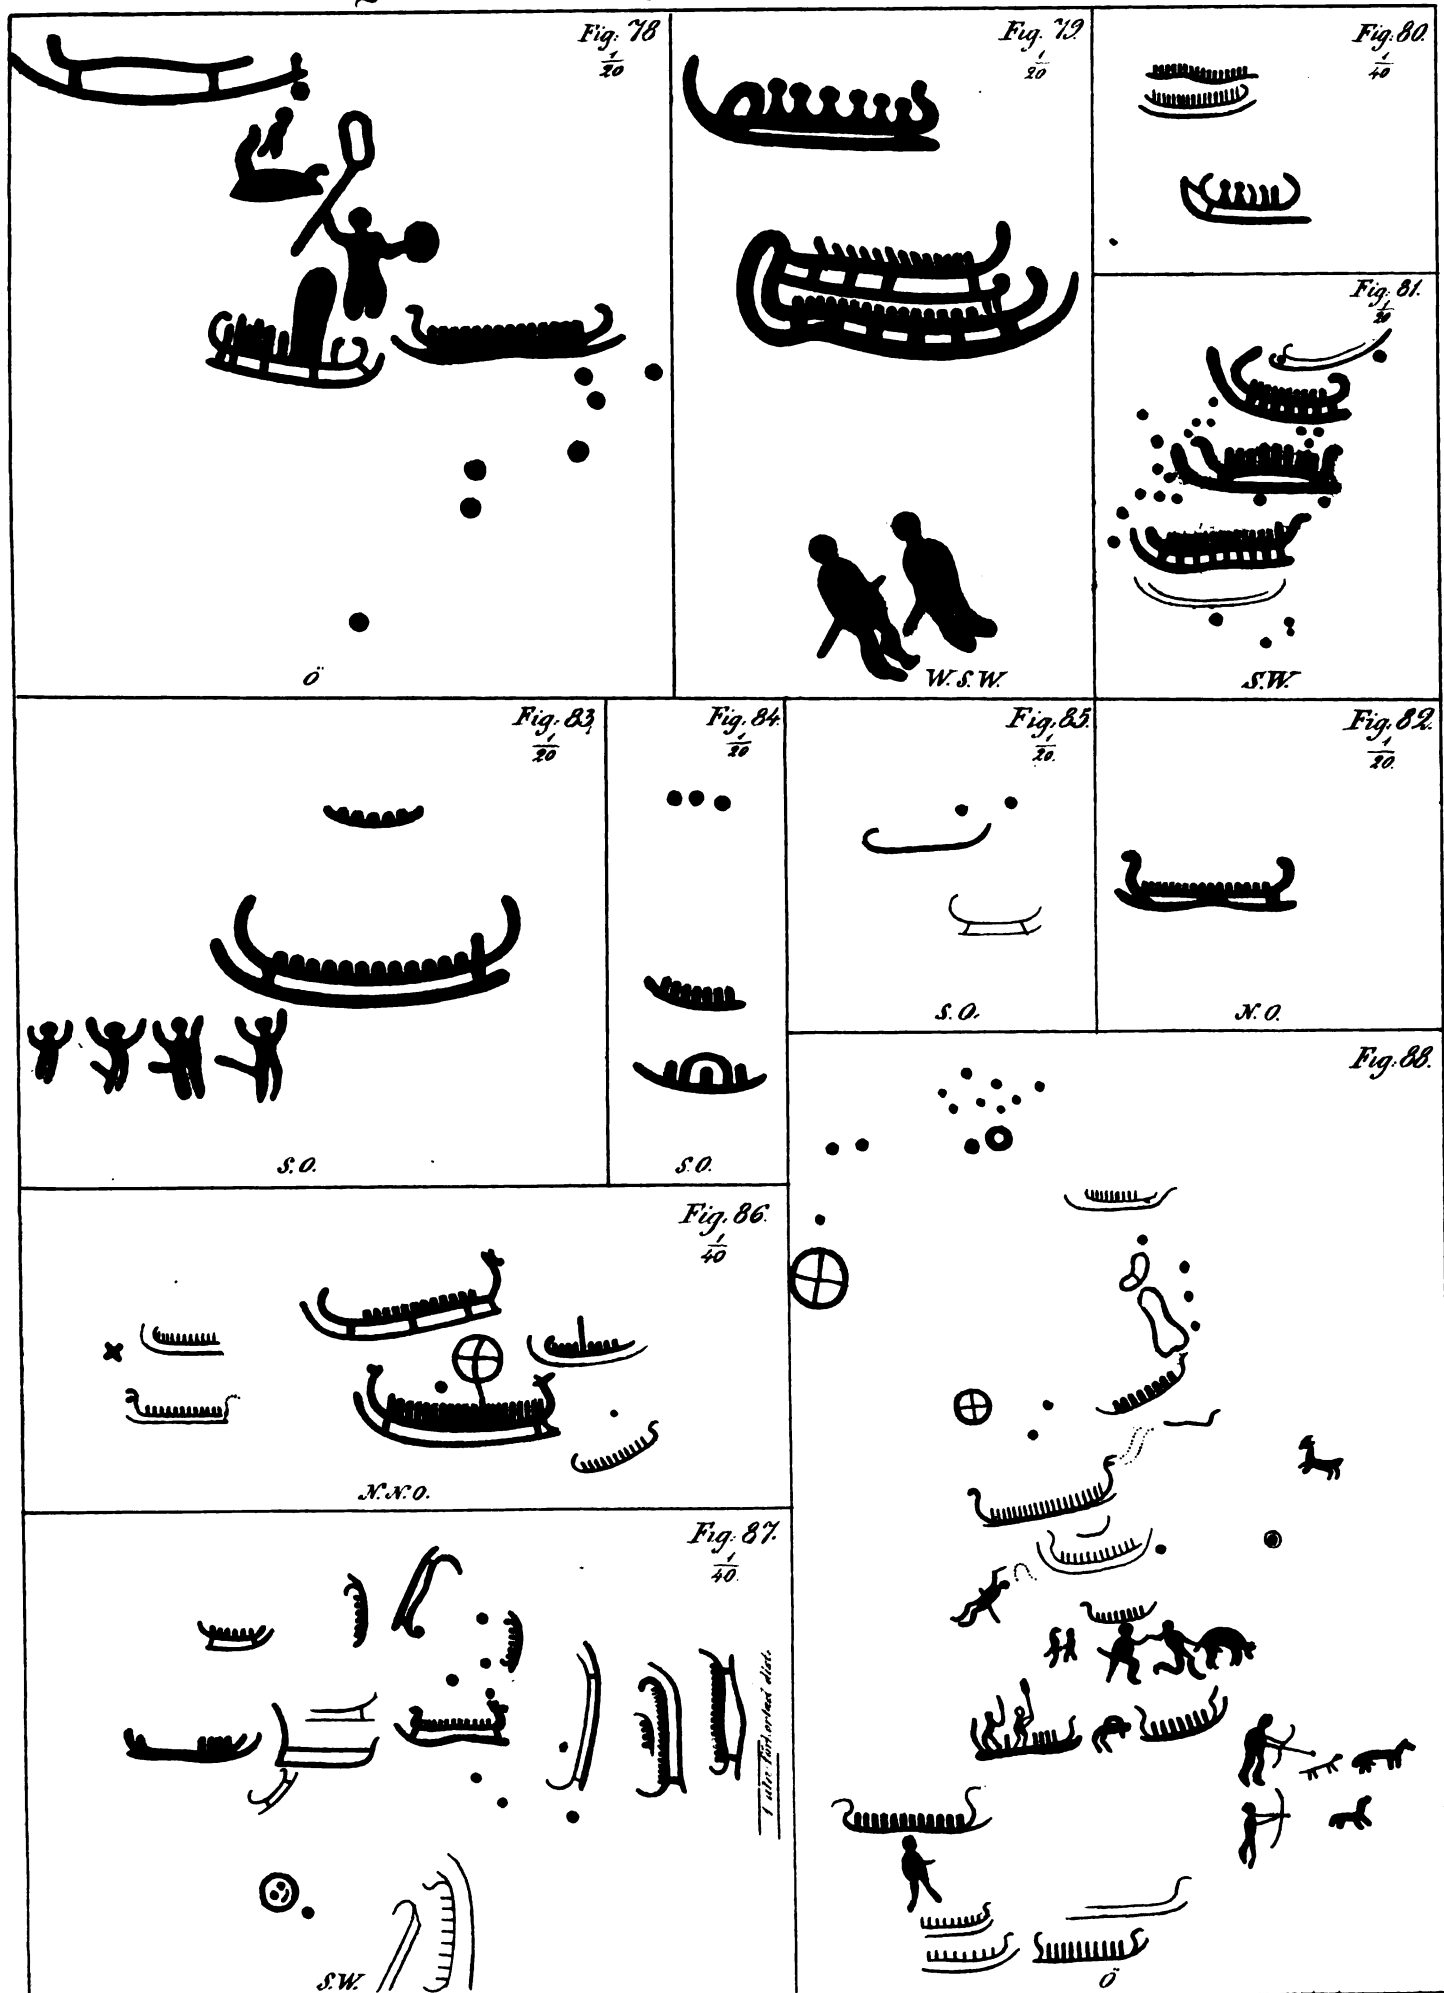 Fig: 78
1
20
Ö
Fig. 79.
1
20
W. S. W.
Fig: 80.
1
40
Fig: 81.
1
20
S.W.
Fig. 83.
1
20
S. O.
Fig. 84.
1
20
S. O.
Fig: 85.
1
20.
S. O.
Fig. 82.
1
20.
N. O.
Fig. 86.
1
40
N. N. O.
Fig: 87.
1
40.
S. W.
Fig: 88.
Ö